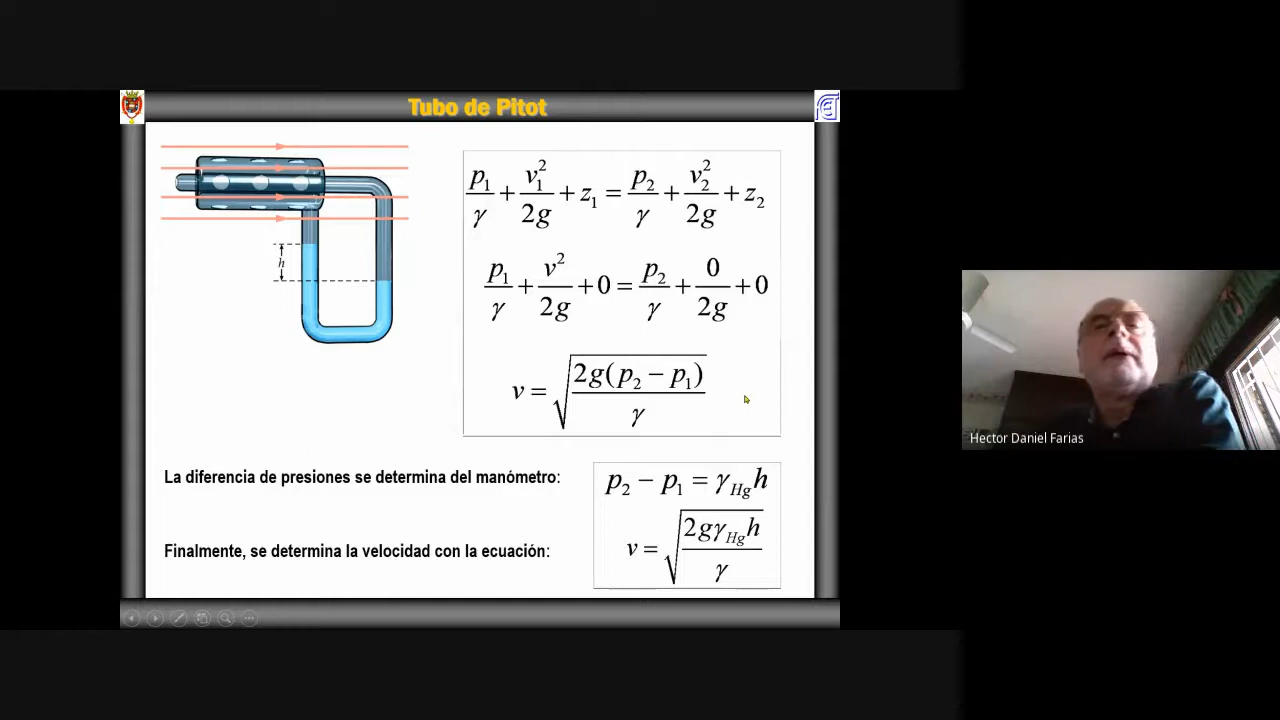 Tubo de Pitot
h
p₁/γ + v₁²/2g + z₁ = p₂/γ + v₂²/2g + z₂
p₁/γ + v²/2g + 0 = p₂/γ + 0/2g + 0
v = √(2g(p₂ − p₁)/γ)
La diferencia de presiones se determina del manómetro:
p₂ − p₁ = γ_Hg h
Finalmente, se determina la velocidad con la ecuación:
v = √(2gγ_Hg h/γ)
Hector Daniel Farias